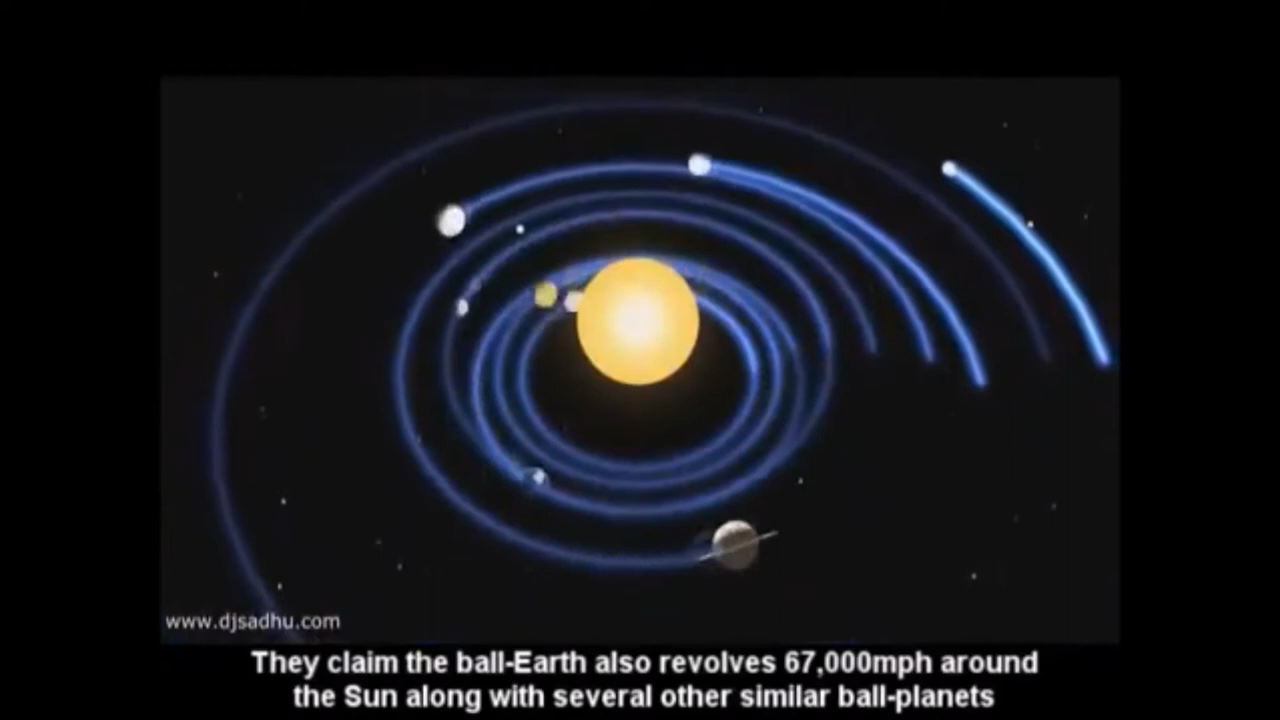 www.djsadhu.com
They claim the ball-Earth also revolves 67,000mph around
the Sun along with several other similar ball-planets